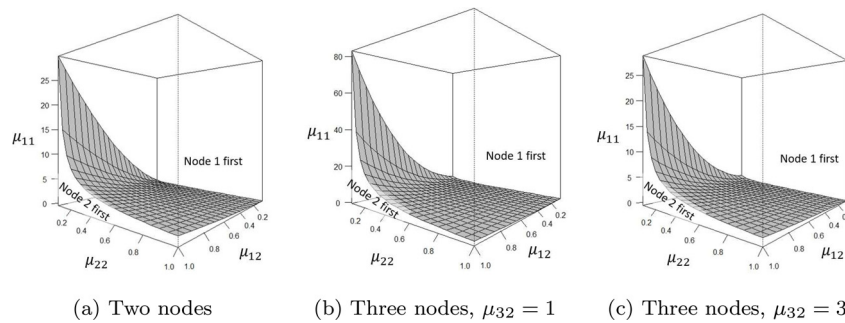 25
20
15
10
5
0
μ₁₁
Node 1 first
Node 2 first
0.2
0.4
0.6
0.8
1.0
μ₂₂
0.2
0.4
0.6
0.8
1.0
μ₁₂
(a) Two nodes
80
60
40
20
0
μ₁₁
Node 1 first
Node 2 first
0.2
0.4
0.6
0.8
1.0
μ₂₂
0.2
0.4
0.6
0.8
1.0
μ₁₂
(b) Three nodes, μ₃₂ = 1
25
20
15
10
5
0
μ₁₁
Node 1 first
Node 2 first
0.2
0.4
0.6
0.8
1.0
μ₂₂
0.2
0.4
0.6
0.8
1.0
μ₁₂
(c) Three nodes, μ₃₂ = 3